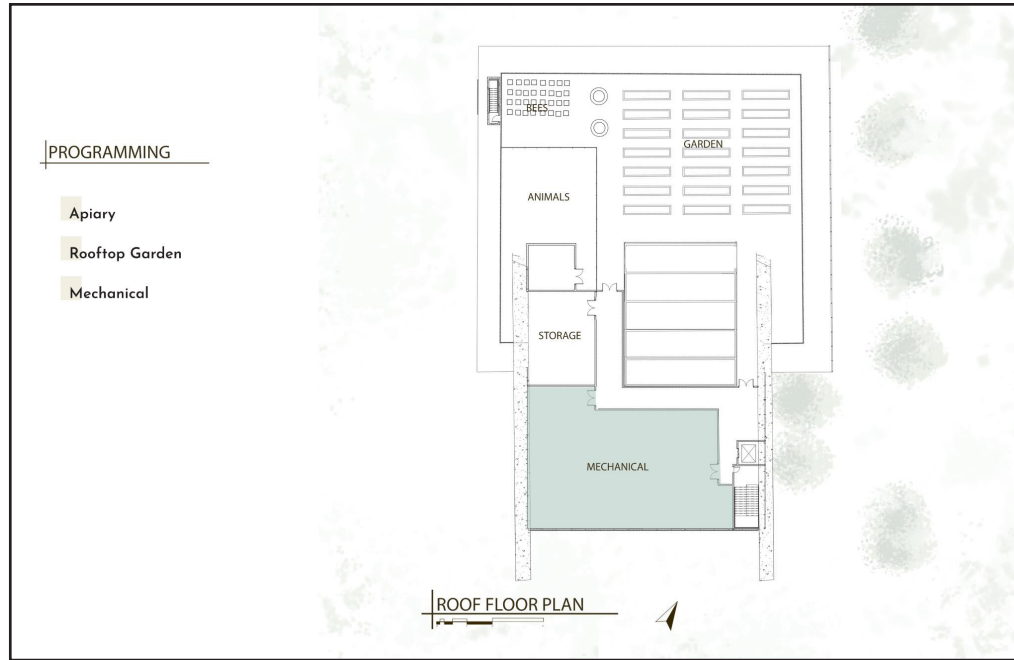 PROGRAMMING
Apiary
Rooftop Garden
Mechanical
BEES
GARDEN
ANIMALS
STORAGE
MECHANICAL
ROOF FLOOR PLAN